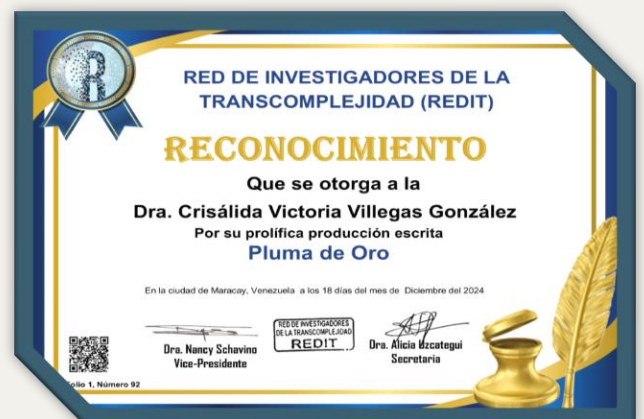 R
RED DE INVESTIGADORES DE LA
TRANSCOMPLEJIDAD (REDIT)
RECONOCIMIENTO
Que se otorga a la
Dra. Crisálida Victoria Villegas González
Por su prolífica producción escrita
Pluma de Oro
En la ciudad de Maracay, Venezuela a los 18 días del mes de Diciembre del 2024
RED DE INVESTIGADORES
DE LA TRANSCOMPLEJIDAD
REDIT
Dra. Nancy Schavino
Vice-Presidente
Dra. Alicia Uzcategui
Secretaria
Folio 1, Número 92